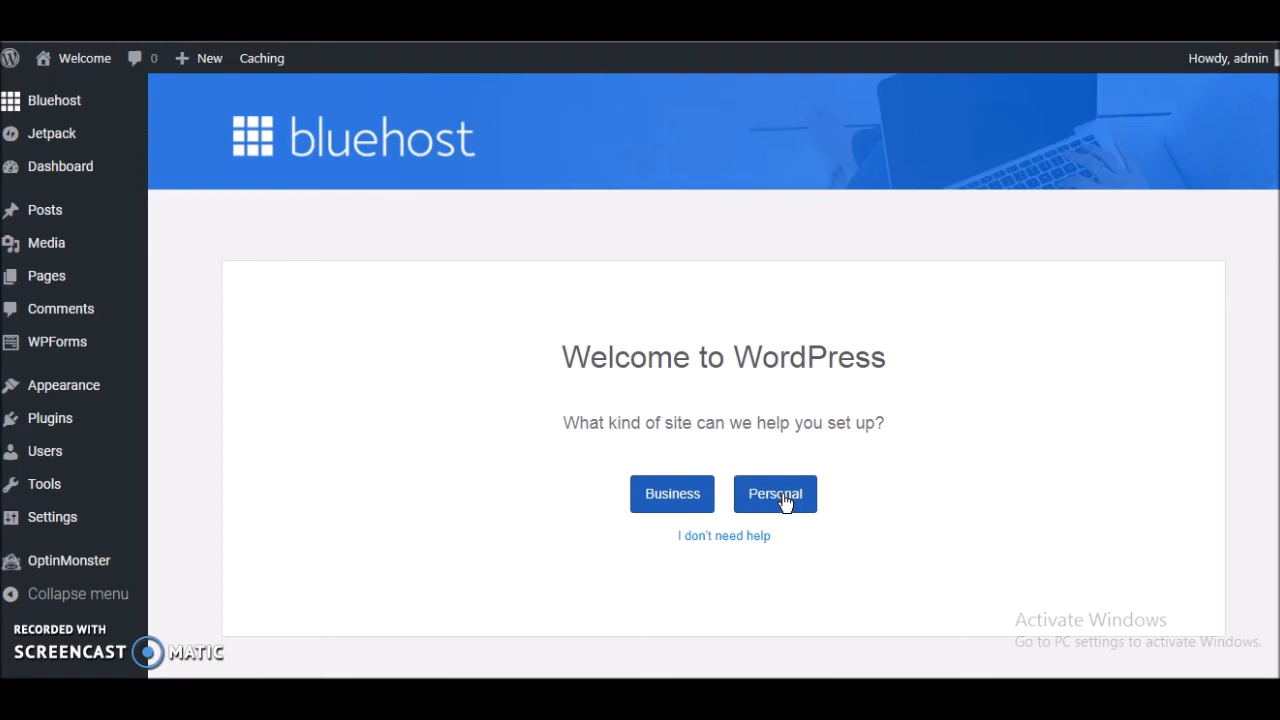 Welcome 0 New Caching Howdy, admin
Bluehost
Jetpack
Dashboard
Posts
Media
Pages
Comments
WPForms
Appearance
Plugins
Users
Tools
Settings
OptinMonster
Collapse menu
RECORDED WITH
SCREENCAST MATIC
bluehost
Welcome to WordPress
What kind of site can we help you set up?
Business Personal
I don't need help
Activate Windows
Go to PC settings to activate Windows.